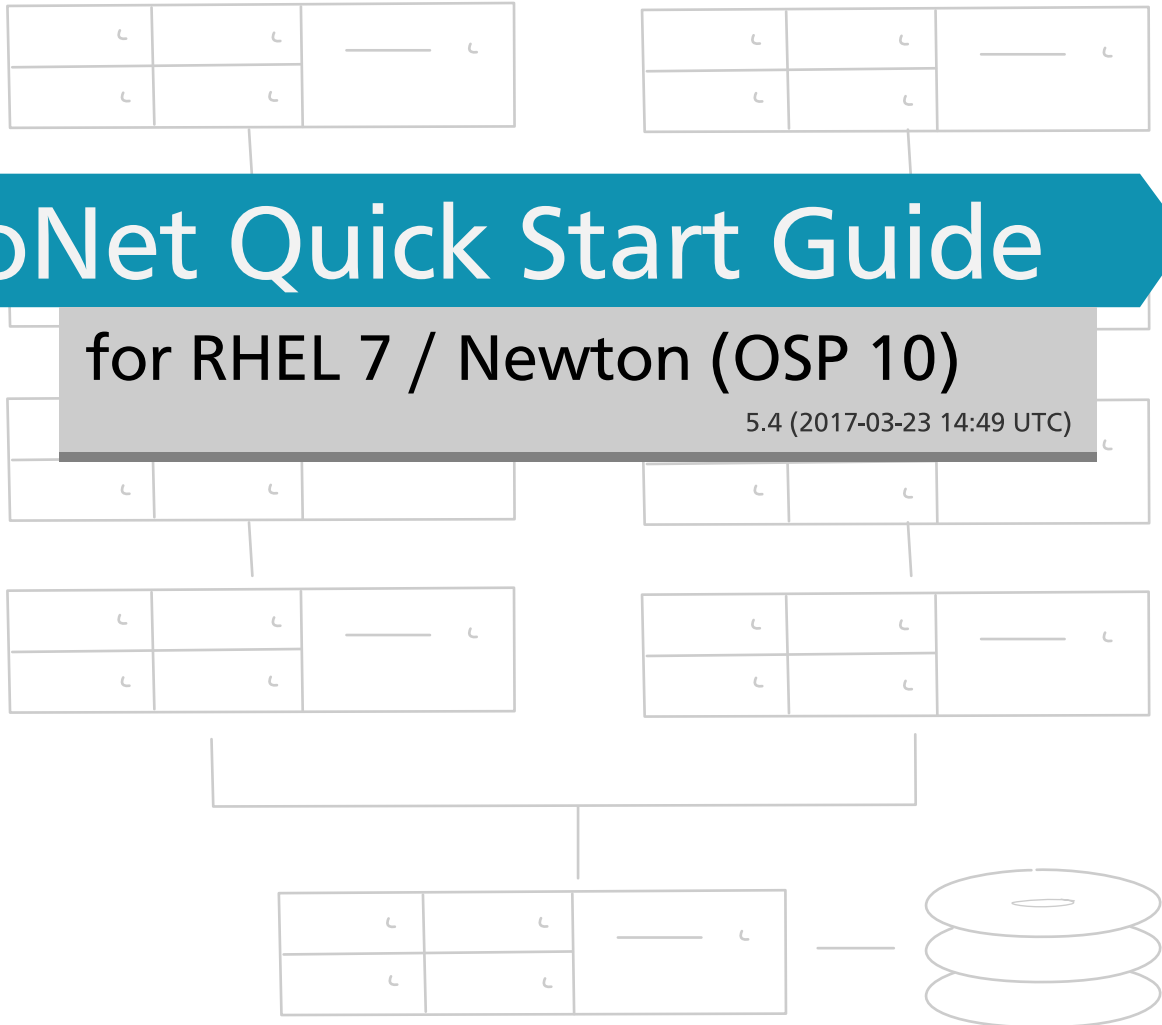 oNet Quick Start Guide
for RHEL 7 / Newton (OSP 10)
5.4 (2017-03-23 14:49 UTC)